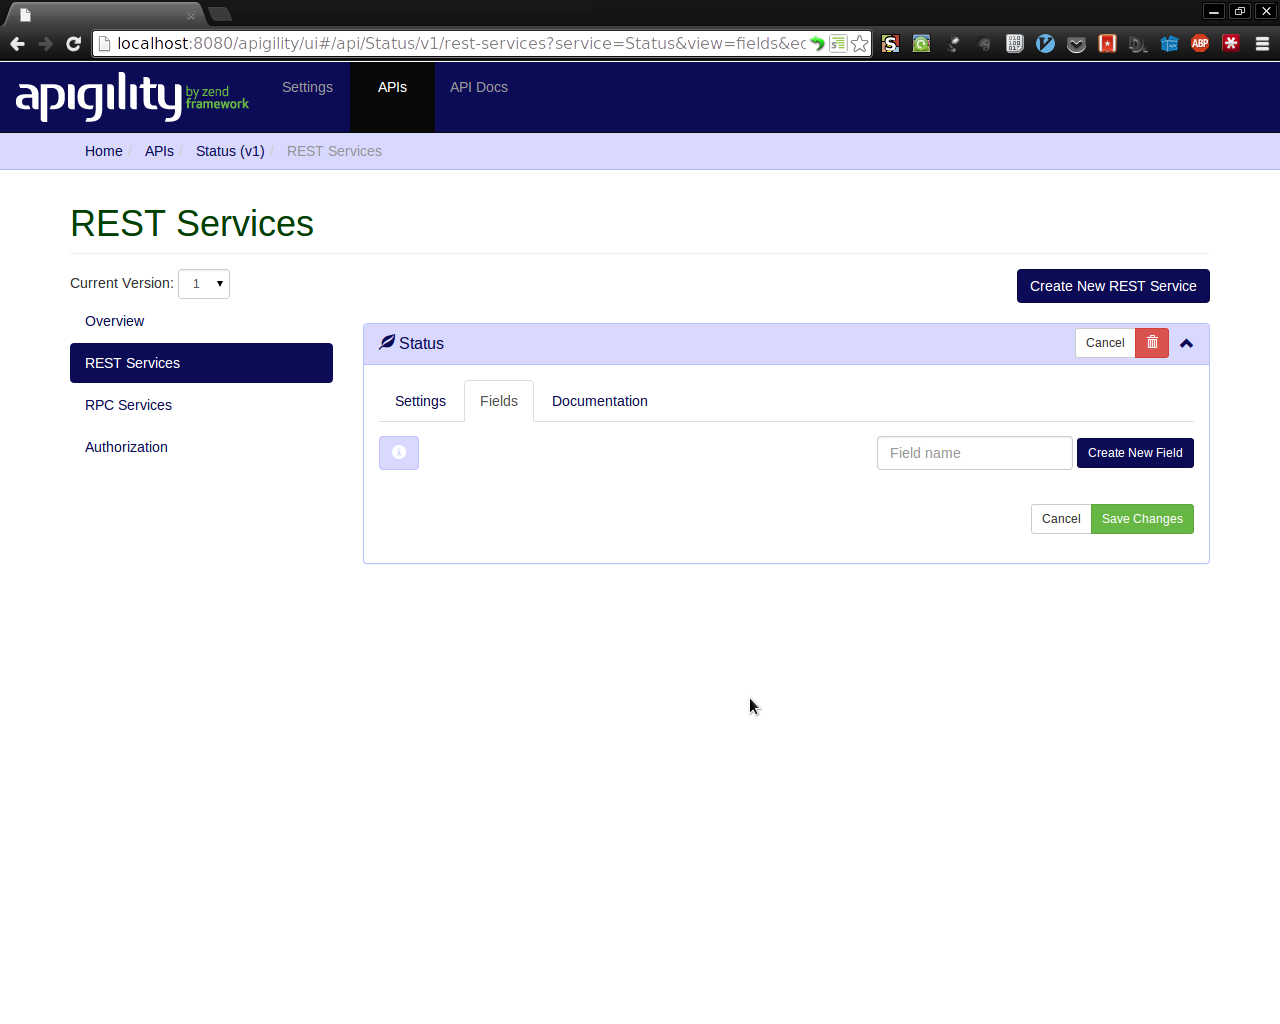 localhost:8080/apigility/ui#/api/Status/v1/rest-services?service=Status&view=fields&ec
apigility by zend framework
Settings APIs API Docs
Home / APIs / Status (v1) / REST Services
REST Services
Current Version: 1
Create New REST Service
Overview
REST Services
RPC Services
Authorization
Status
Cancel
Settings Fields Documentation
Field name Create New Field
Cancel Save Changes